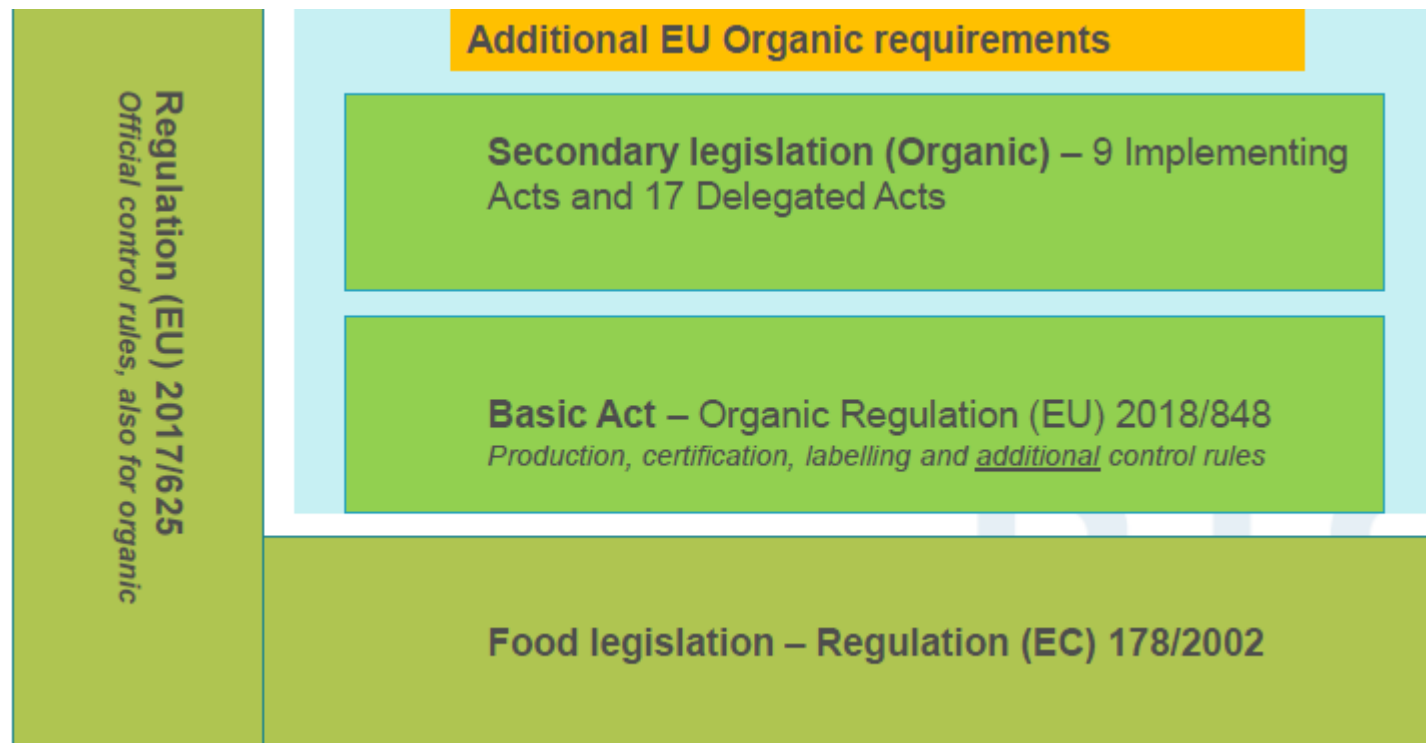 Additional EU Organic requirements
Regulation (EU) 2017/625
Official control rules, also for organic
Secondary legislation (Organic) – 9 Implementing
Acts and 17 Delegated Acts
Basic Act – Organic Regulation (EU) 2018/848
Production, certification, labelling and additional control rules
Food legislation – Regulation (EC) 178/2002